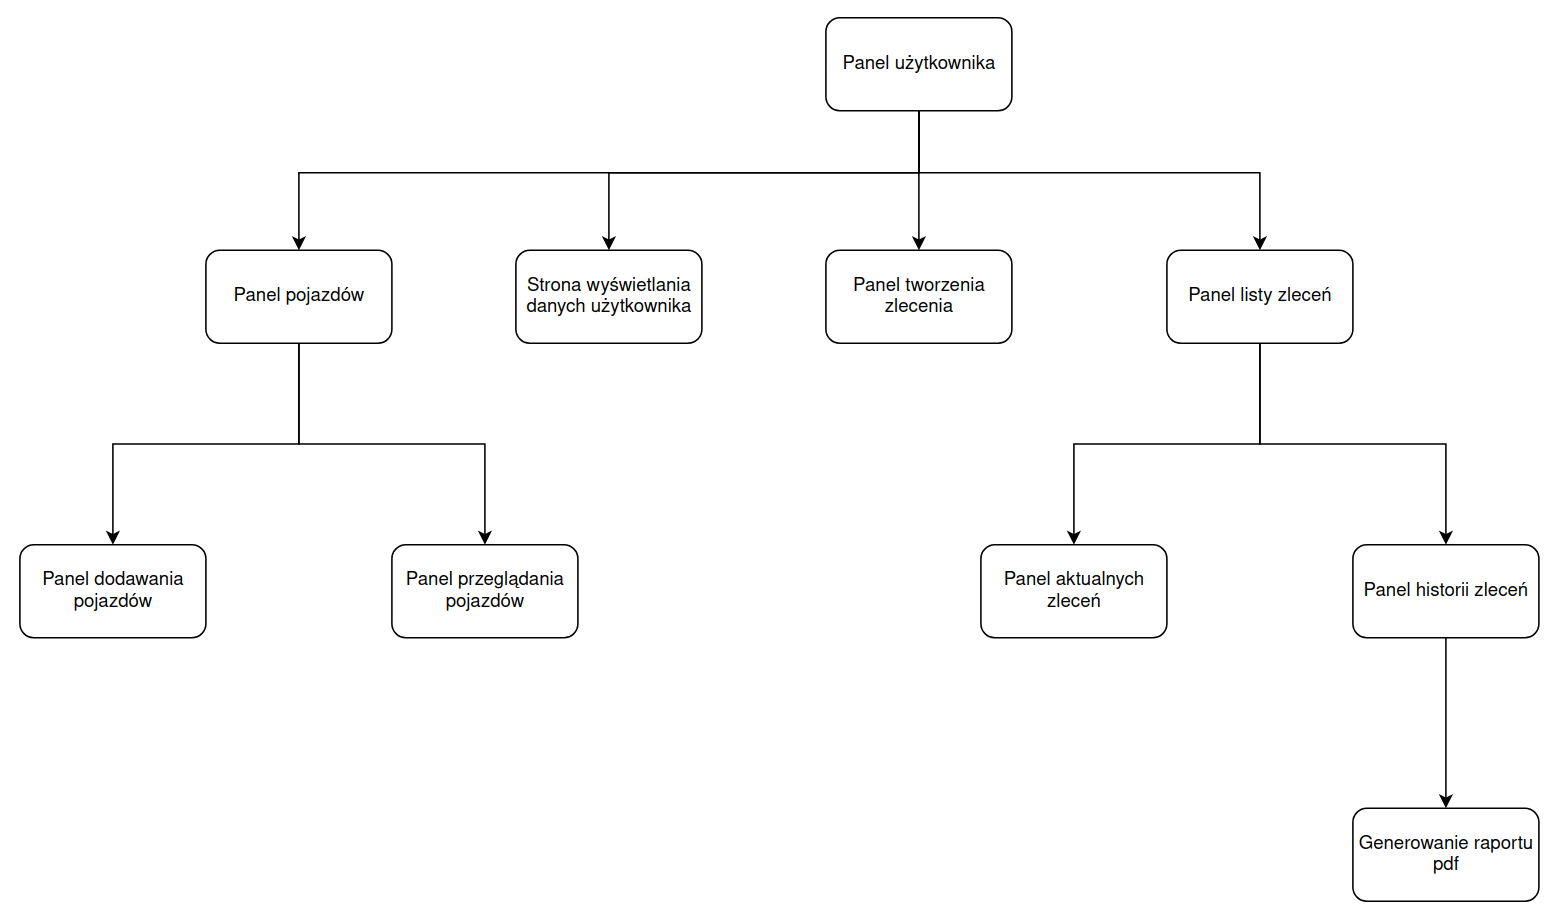 Panel użytkownika
Panel pojazdów
Strona wyświetlania
danych użytkownika
Panel tworzenia
zlecenia
Panel listy zleceń
Panel dodawania
pojazdów
Panel przeglądania
pojazdów
Panel aktualnych
zleceń
Panel historii zleceń
Generowanie raportu
pdf